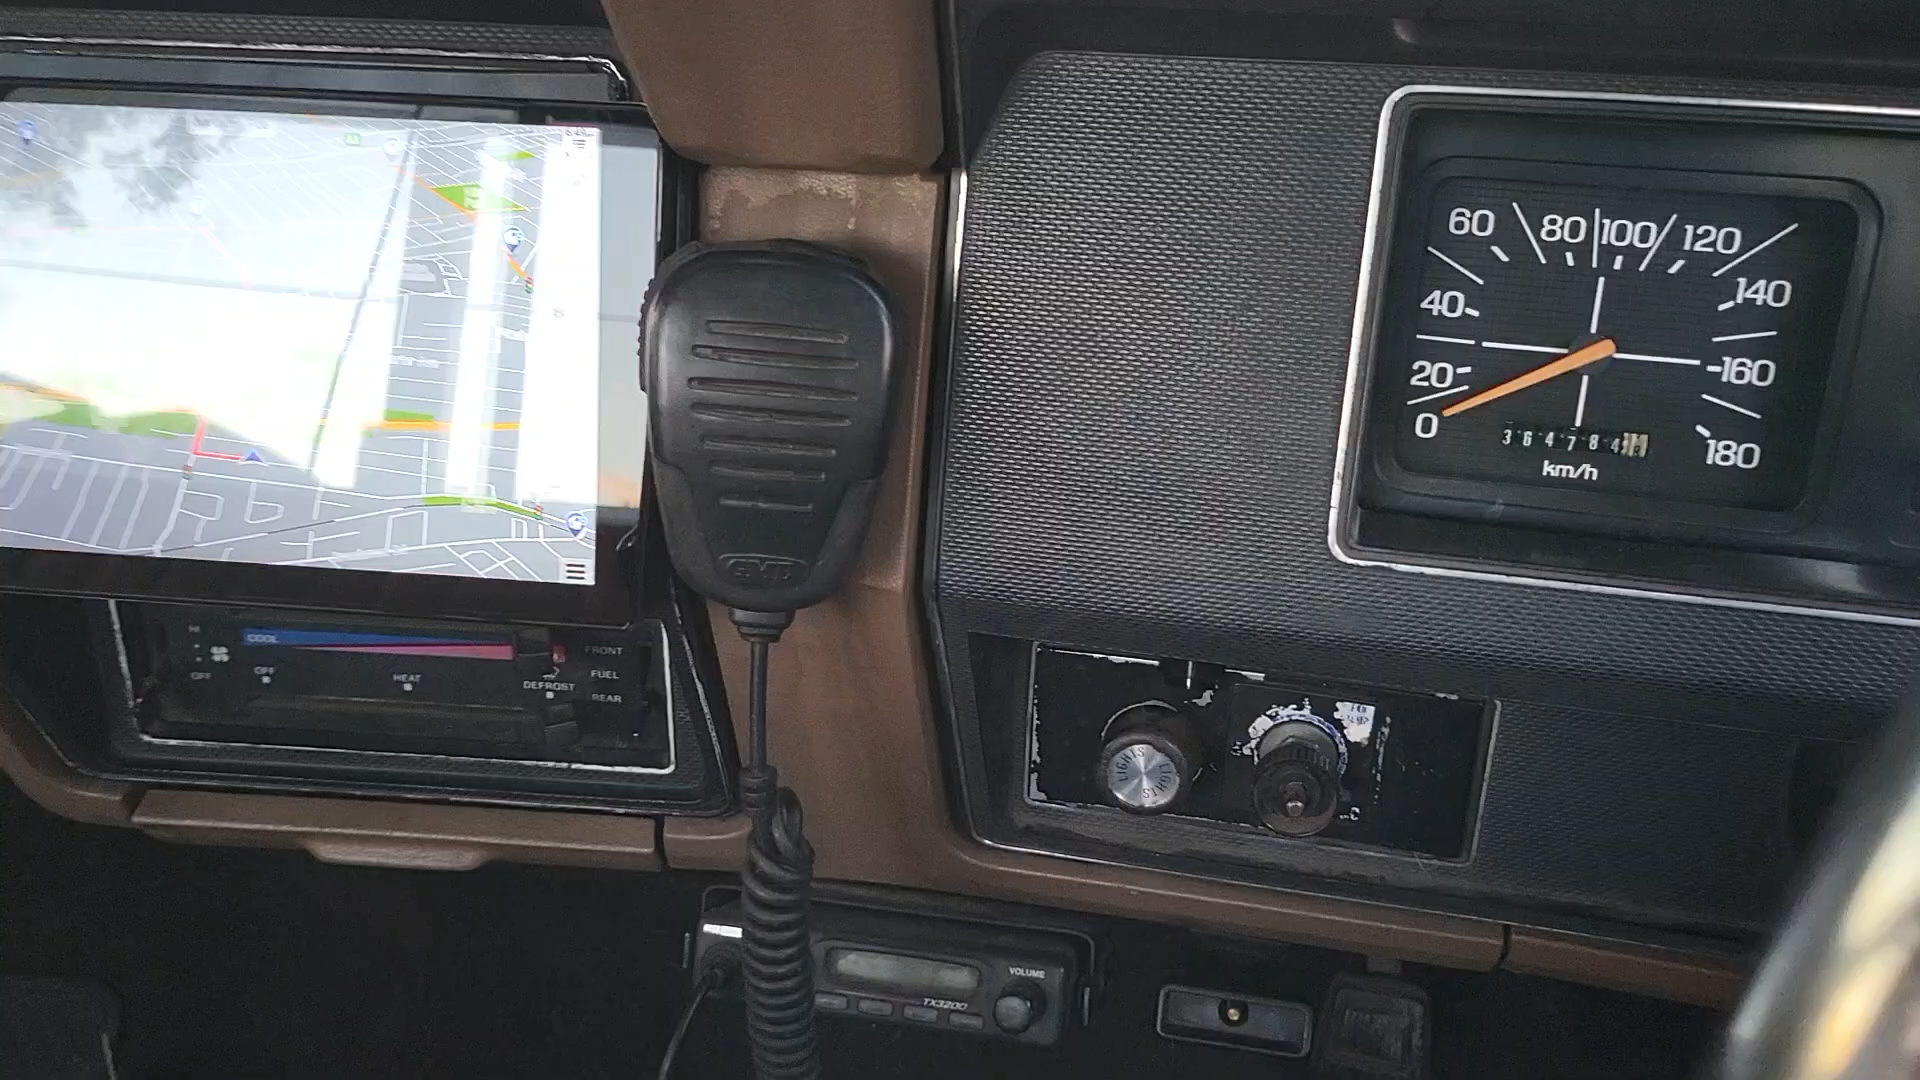 60
80
100
120
140
40
20
160
0
3 6 4 7 8 4
180
km/h
HI
OFF
COOL
OFF
HEAT
DEFROST
FRONT
FUEL
REAR
GME
LIGHTS LIGHTS
VOLUME
TX3200